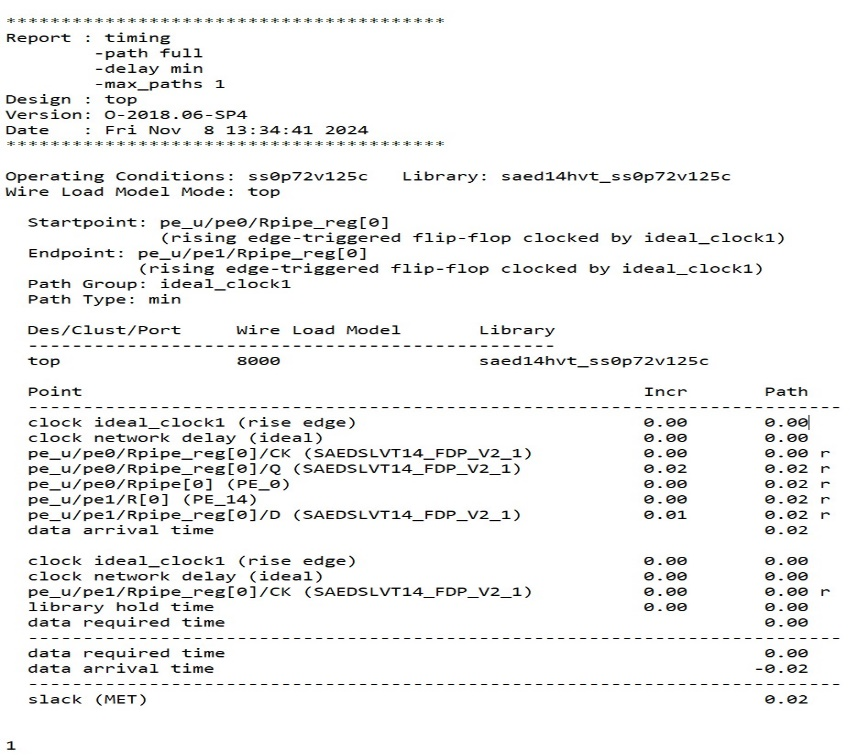 ****************************************
Report : timing
        -path full
        -delay min
        -max_paths 1
Design : top
Version: O-2018.06-SP4
Date   : Fri Nov  8 13:34:41 2024
****************************************

Operating Conditions: ss0p72v125c   Library: saed14hvt_ss0p72v125c
Wire Load Model Mode: top

  Startpoint: pe_u/pe0/Rpipe_reg[0]
              (rising edge-triggered flip-flop clocked by ideal_clock1)
  Endpoint: pe_u/pe1/Rpipe_reg[0]
            (rising edge-triggered flip-flop clocked by ideal_clock1)
  Path Group: ideal_clock1
  Path Type: min

  Des/Clust/Port     Wire Load Model       Library
  ------------------------------------------------
  top                8000                  saed14hvt_ss0p72v125c

  Point                                                   Incr       Path
  --------------------------------------------------------------------------
  clock ideal_clock1 (rise edge)                          0.00       0.00
  clock network delay (ideal)                             0.00       0.00
  pe_u/pe0/Rpipe_reg[0]/CK (SAEDSLVT14_FDP_V2_1)          0.00       0.00 r
  pe_u/pe0/Rpipe_reg[0]/Q (SAEDSLVT14_FDP_V2_1)           0.02       0.02 r
  pe_u/pe0/Rpipe[0] (PE_0)                                0.00       0.02 r
  pe_u/pe1/R[0] (PE_14)                                   0.00       0.02 r
  pe_u/pe1/Rpipe_reg[0]/D (SAEDSLVT14_FDP_V2_1)           0.01       0.02 r
  data arrival time                                                  0.02

  clock ideal_clock1 (rise edge)                          0.00       0.00
  clock network delay (ideal)                             0.00       0.00
  pe_u/pe1/Rpipe_reg[0]/CK (SAEDSLVT14_FDP_V2_1)          0.00       0.00 r
  library hold time                                       0.00       0.00
  data required time                                                 0.00
  --------------------------------------------------------------------------
  data required time                                                 0.00
  data arrival time                                                 -0.02
  --------------------------------------------------------------------------
  slack (MET)                                                        0.02


1